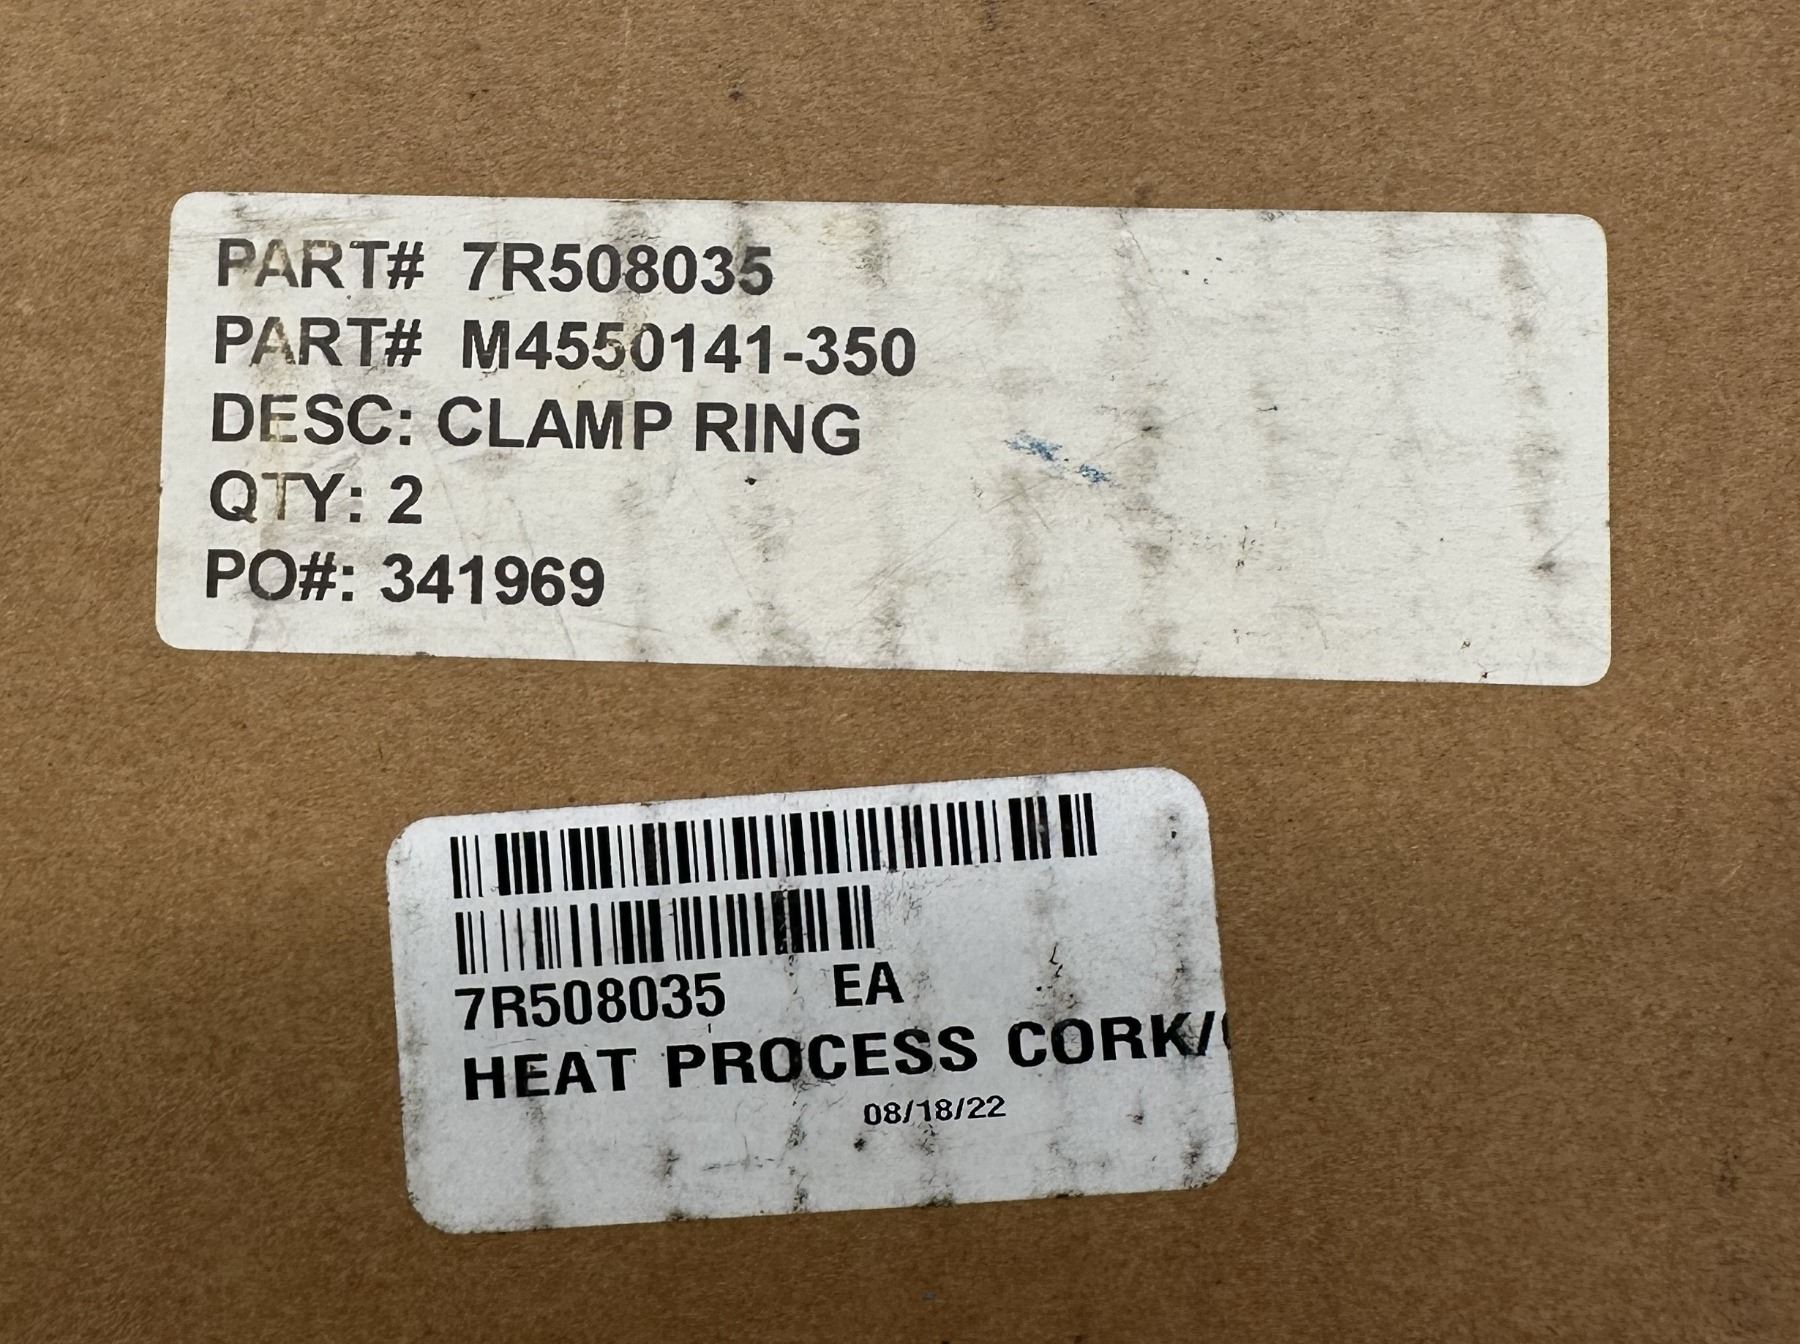 PART# 7R508035
PART# M4550141-350
DESC: CLAMP RING
QTY: 2
PO#: 341969
7R508035 EA
HEAT PROCESS CORK/
08/18/22